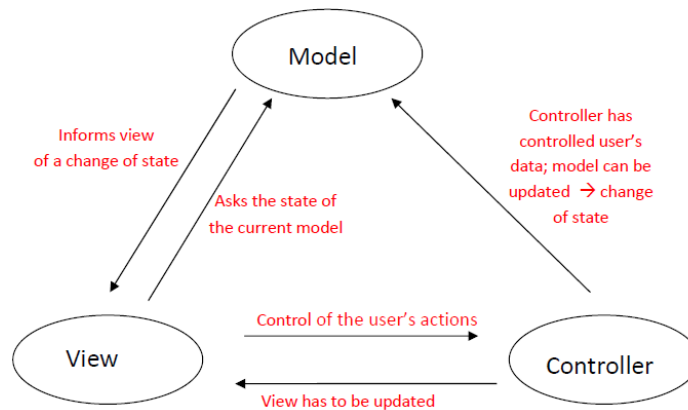 Model
Informs view
of a change of state
Controller has
controlled user's
data; model can be
updated → change
of state
Asks the state of
the current model
Control of the user's actions
View
Controller
View has to be updated